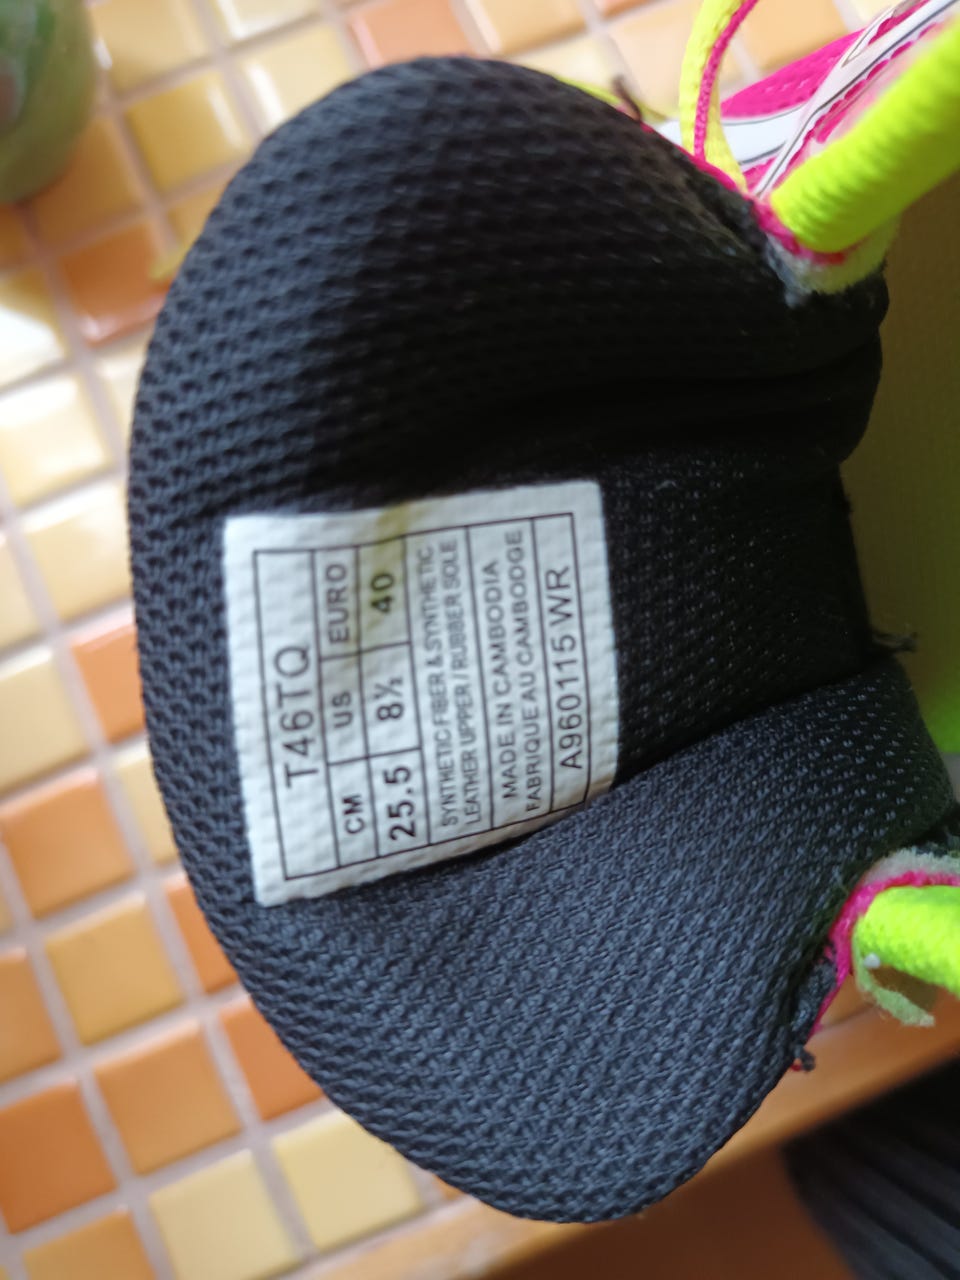 T46TQ
CM US EURO
25.5 8½ 40
SYNTHETIC FIBER & SYNTHETIC
LEATHER UPPER / RUBBER SOLE
MADE IN CAMBODIA
FABRIQUE AU CAMBODGE
A960115 WR